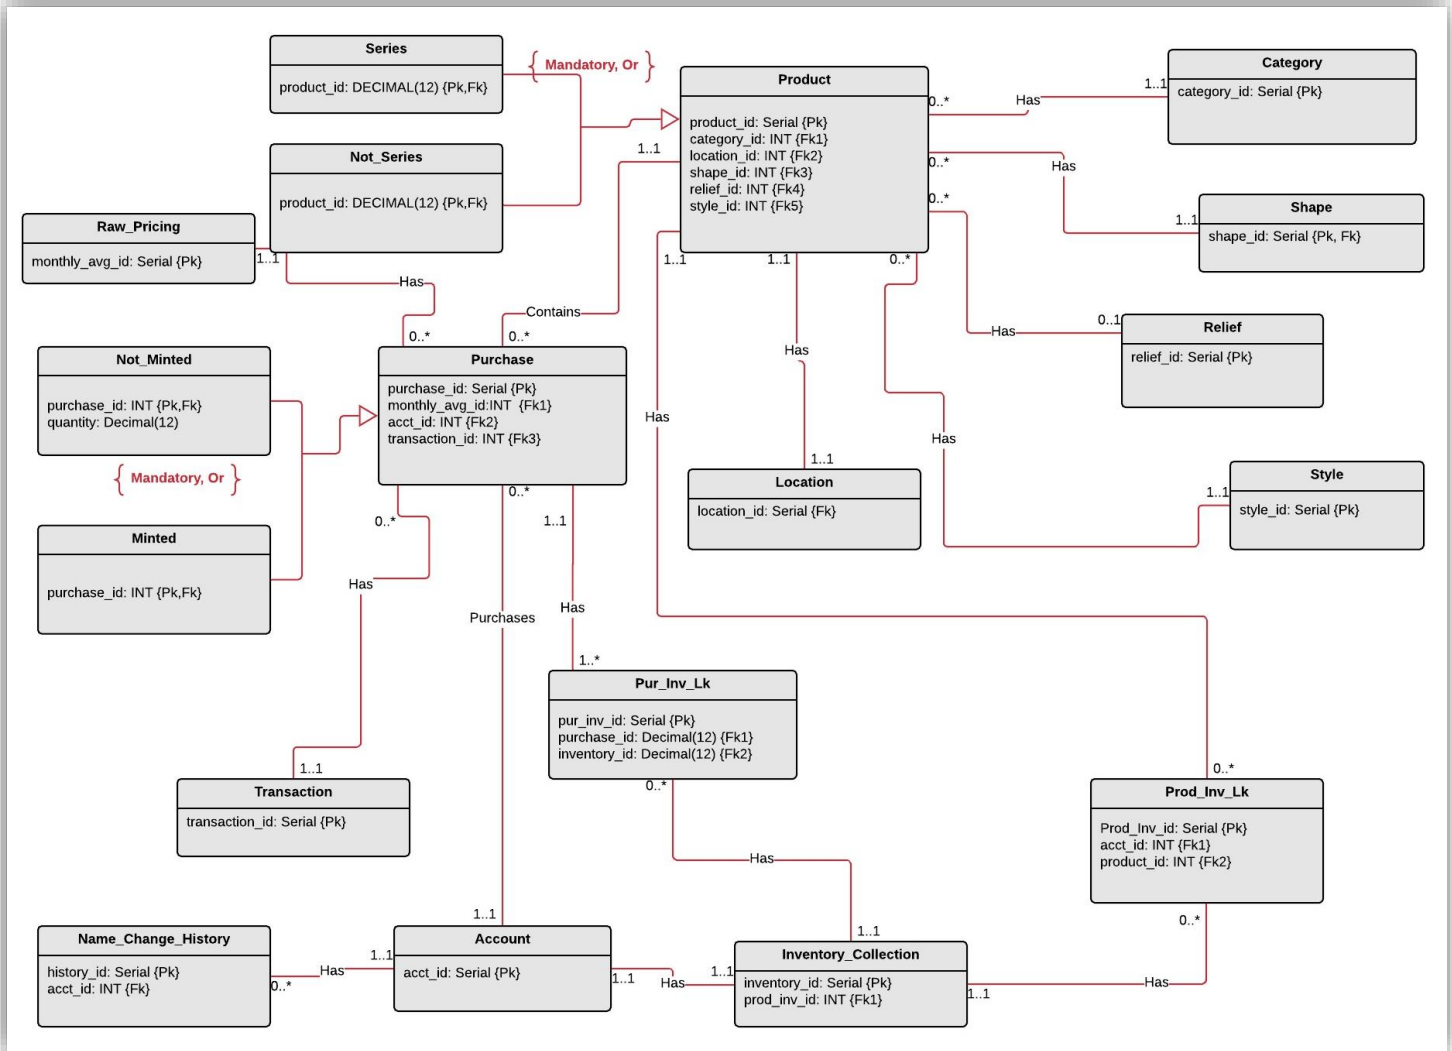 Series
product_id: DECIMAL(12) {Pk,Fk}
Mandatory, Or
Not_Series
product_id: DECIMAL(12) {Pk,Fk}
Product
product_id: Serial {Pk}
category_id: INT {Fk1}
location_id: INT {Fk2}
shape_id: INT {Fk3}
relief_id: INT {Fk4}
style_id: INT {Fk5}
0..*
Has
1..1
Category
category_id: Serial {Pk}
0..*
Has
1..1
Shape
shape_id: Serial {Pk, Fk}
0..*
Has
0..1
Relief
relief_id: Serial {Pk}
Raw_Pricing
monthly_avg_id: Serial {Pk}
1..1
Has
0..*
1..1
Contains
0..*
1..1
1..1
0..*
Has
Has
Has
Not_Minted
purchase_id: INT {Pk,Fk}
quantity: Decimal(12)
Mandatory, Or
Minted
purchase_id: INT {Pk,Fk}
Purchase
purchase_id: Serial {Pk}
monthly_avg_id:INT {Fk1}
acct_id: INT {Fk2}
transaction_id: INT {Fk3}
1..1
Location
location_id: Serial {Fk}
1..1
Style
style_id: Serial {Pk}
0..*
0..*
1..1
Has
Purchases
Has
1..*
Pur_Inv_Lk
pur_inv_id: Serial {Pk}
purchase_id: Decimal(12) {Fk1}
inventory_id: Decimal(12) {Fk2}
0..*
1..1
Transaction
transaction_id: Serial {Pk}
0..*
Prod_Inv_Lk
Prod_Inv_id: Serial {Pk}
acct_id: INT {Fk1}
product_id: INT {Fk2}
0..*
Has
1..1
1..1
Name_Change_History
history_id: Serial {Pk}
acct_id: INT {Fk}
0..*
Has
1..1
Account
acct_id: Serial {Pk}
1..1
Has
1..1
Inventory_Collection
inventory_id: Serial {Pk}
prod_inv_id: INT {Fk1}
1..1
Has